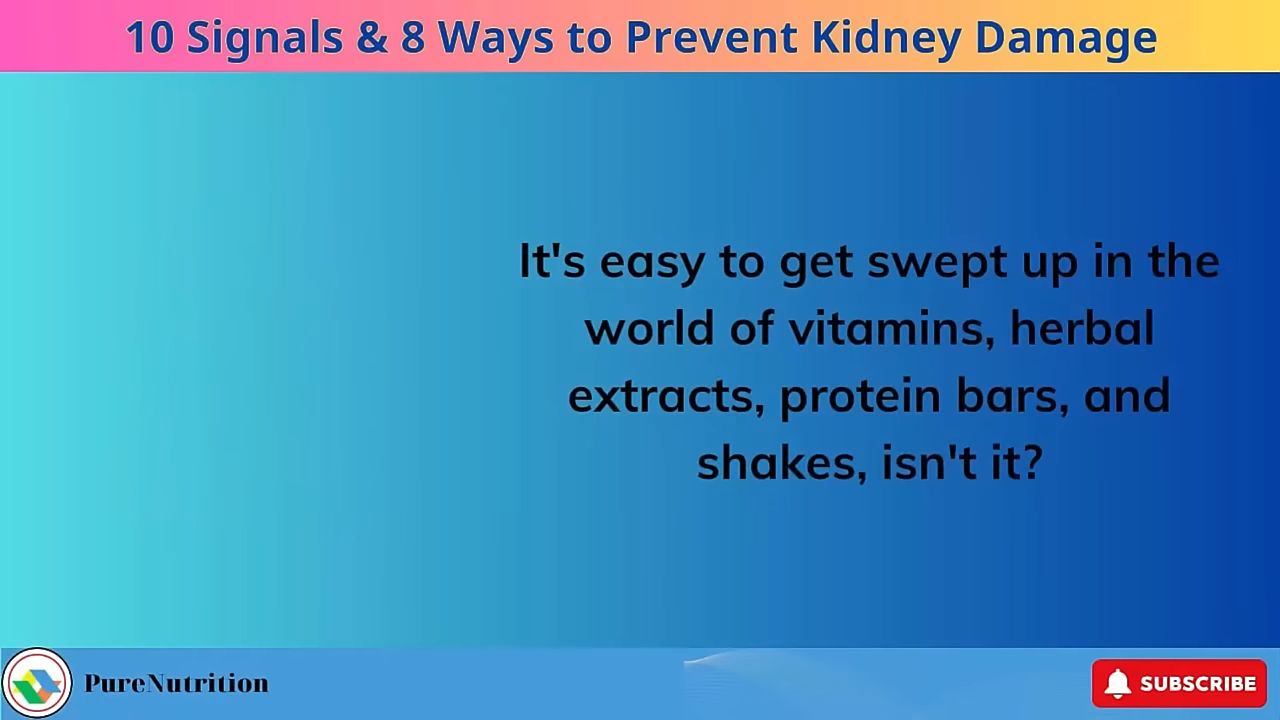 10 Signals & 8 Ways to Prevent Kidney Damage
It's easy to get swept up in the
world of vitamins, herbal
extracts, protein bars, and
shakes, isn't it?
PureNutrition
SUBSCRIBE